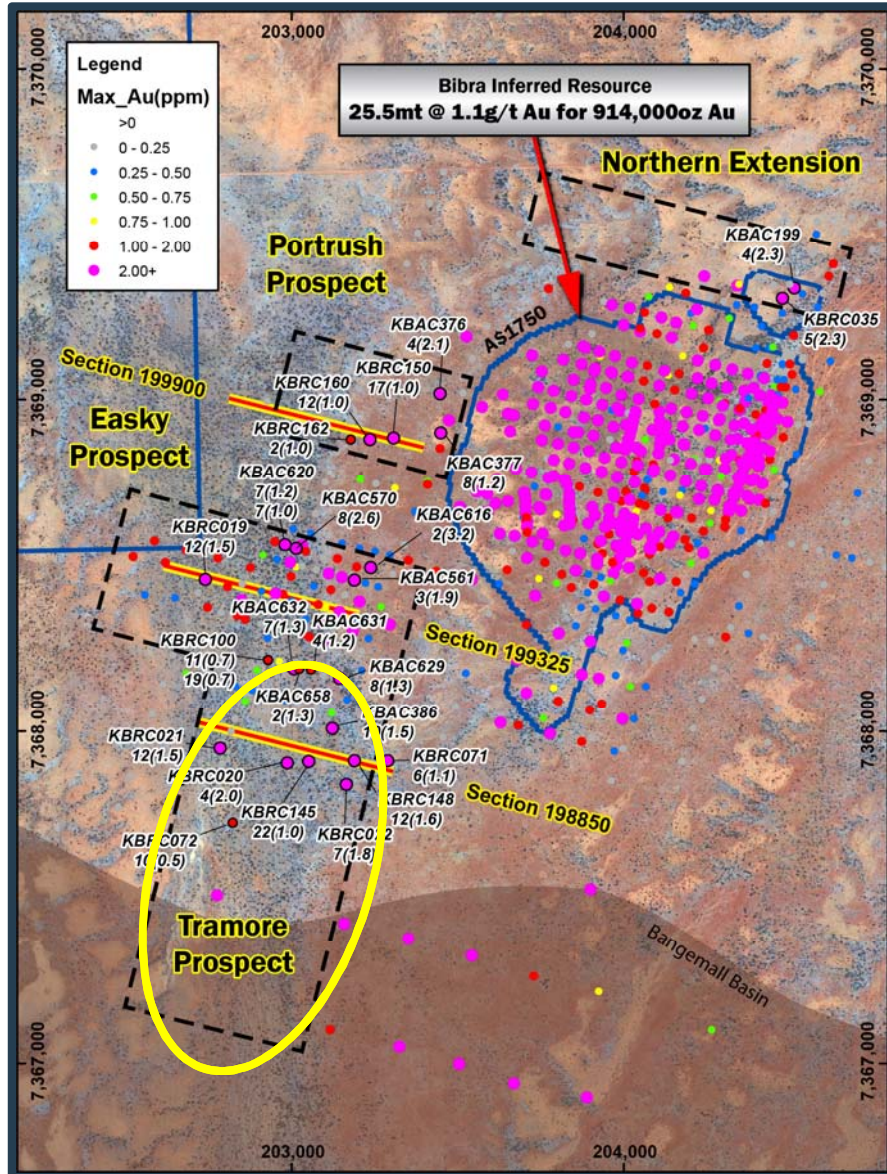 203,000
204,000
7,370,000
7,370,000
Legend
Max_Au(ppm)
>0
0 - 0.25
0.25 - 0.50
0.50 - 0.75
0.75 - 1.00
1.00 - 2.00
2.00+
Bibra Inferred Resource
25.5mt @ 1.1g/t Au for 914,000oz Au
Northern Extension
KBAC199
4(2.3)
KBRC035
5(2.3)
Portrush
Prospect
A$1750
KBAC376
4(2.1)
KBRC150
17(1.0)
KBRC160
12(1.0)
KBRC162
2(1.0)
KBAC377
8(1.2)
Section 199900
7,369,000
7,369,000
Easky
Prospect
KBAC620
7(1.2)
7(1.0)
KBAC570
8(2.6)
KBAC616
2(3.2)
KBRC019
12(1.5)
KBAC561
3(1.9)
KBAC632
7(1.3)
KBAC631
4(1.2)
Section 199325
KBRC100
11(0.7)
19(0.7)
KBAC629
8(1.3)
KBAC658
2(1.3)
KBAC386
7,368,000
7,368,000
KBRC021
12(1.5)
KBRC071
6(1.1)
KBRC020
4(2.0)
KBRC145
22(1.0)
KBRC148
12(1.6)
7(1.8)
Section 198850
KBRC072
Tramore
Prospect
Bangemall Basin
7,367,000
7,367,000
203,000
204,000